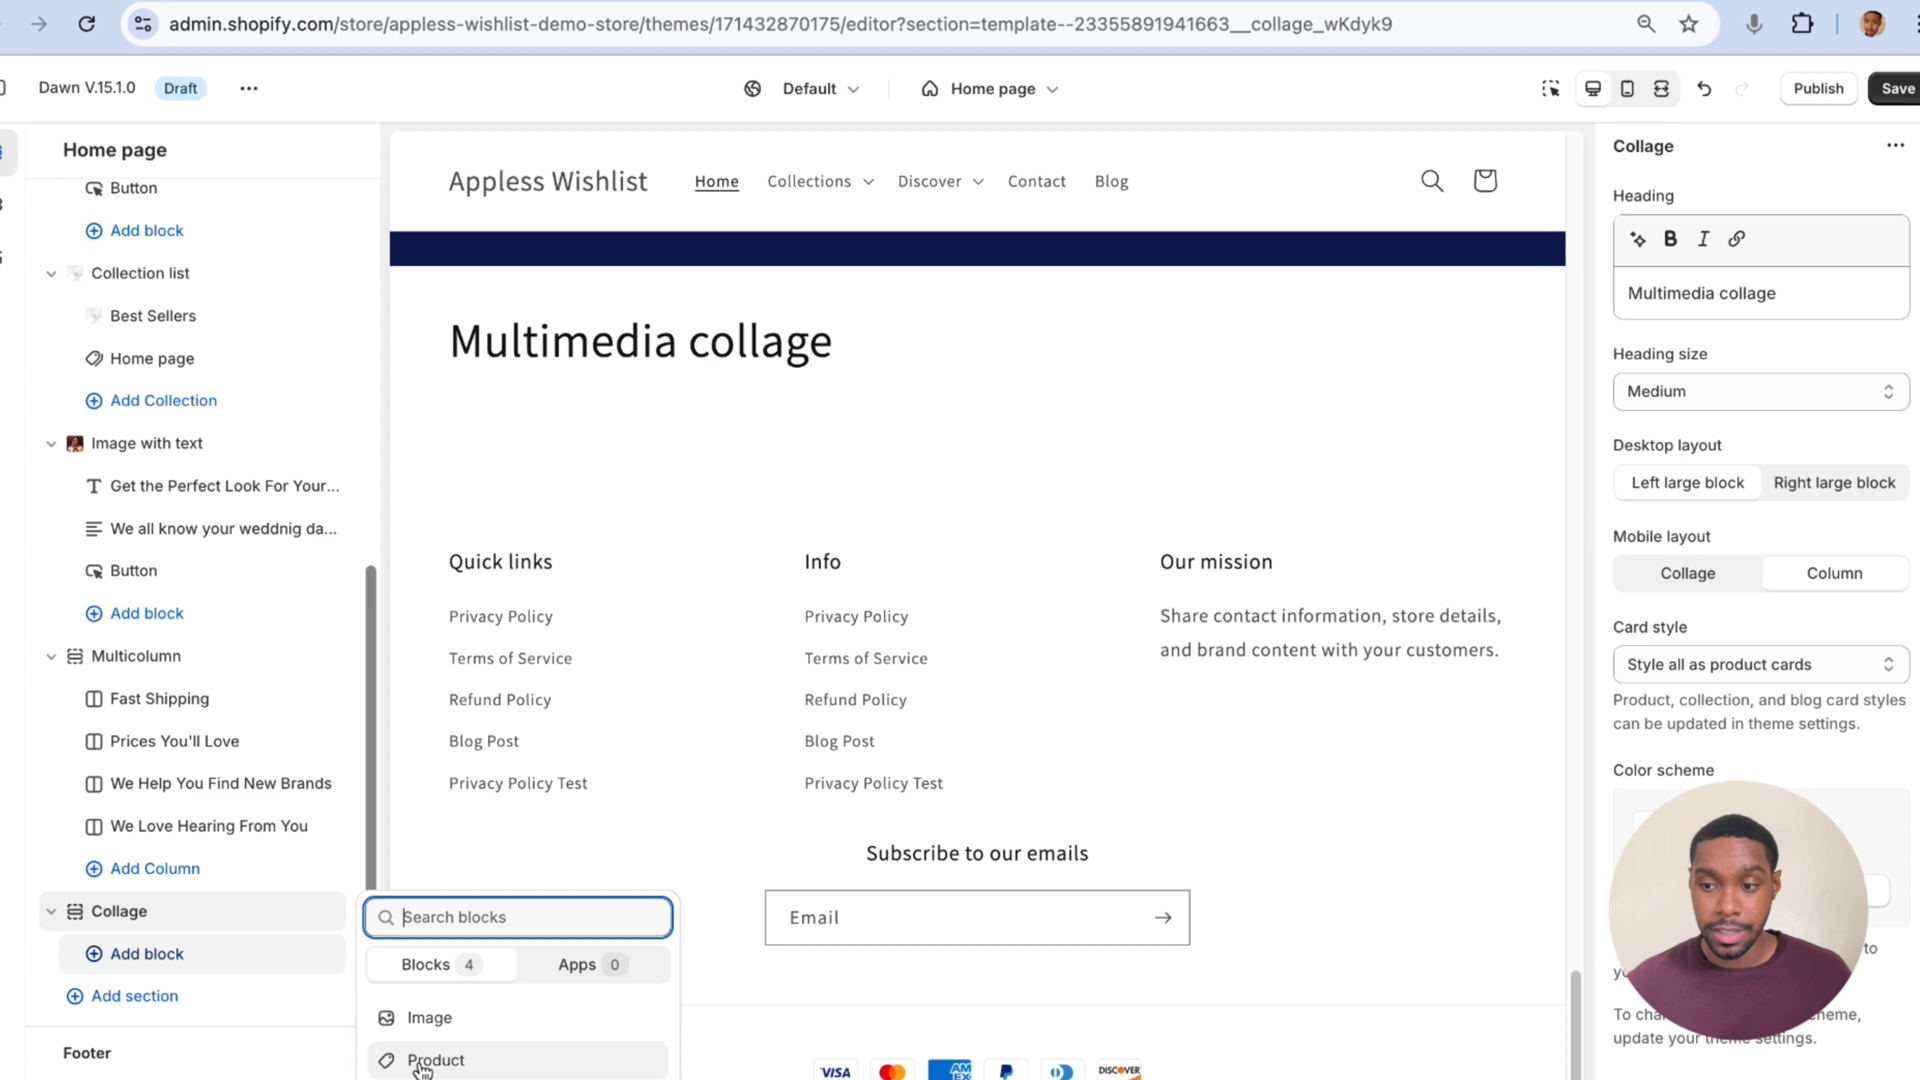 admin.shopify.com/store/appless-wishlist-demo-store/themes/171432870175/editor?section=template--23355891941663__collage_wKdyk9
Dawn V.15.1.0
Draft
Default
Home page
Publish
Save
Home page
Button
Add block
Collection list
Best Sellers
Home page
Add Collection
Image with text
Get the Perfect Look For Your...
We all know your weddnig da...
Button
Add block
Multicolumn
Fast Shipping
Prices You'll Love
We Help You Find New Brands
We Love Hearing From You
Add Column
Collage
Add block
Add section
Footer
Search blocks
Blocks 4
Apps 0
Image
Product
Appless Wishlist
Home
Collections
Discover
Contact
Blog
Multimedia collage
Quick links
Privacy Policy
Terms of Service
Refund Policy
Blog Post
Privacy Policy Test
Info
Privacy Policy
Terms of Service
Refund Policy
Blog Post
Privacy Policy Test
Our mission
Share contact information, store details,
and brand content with your customers.
Subscribe to our emails
Email
VISA
AM
EX
DISCOVER
Collage
Heading
B I
Multimedia collage
Heading size
Medium
Desktop layout
Left large block
Right large block
Mobile layout
Collage
Column
Card style
Style all as product cards
Product, collection, and blog card styles
can be updated in theme settings.
Color scheme
to
To
update your theme settings.